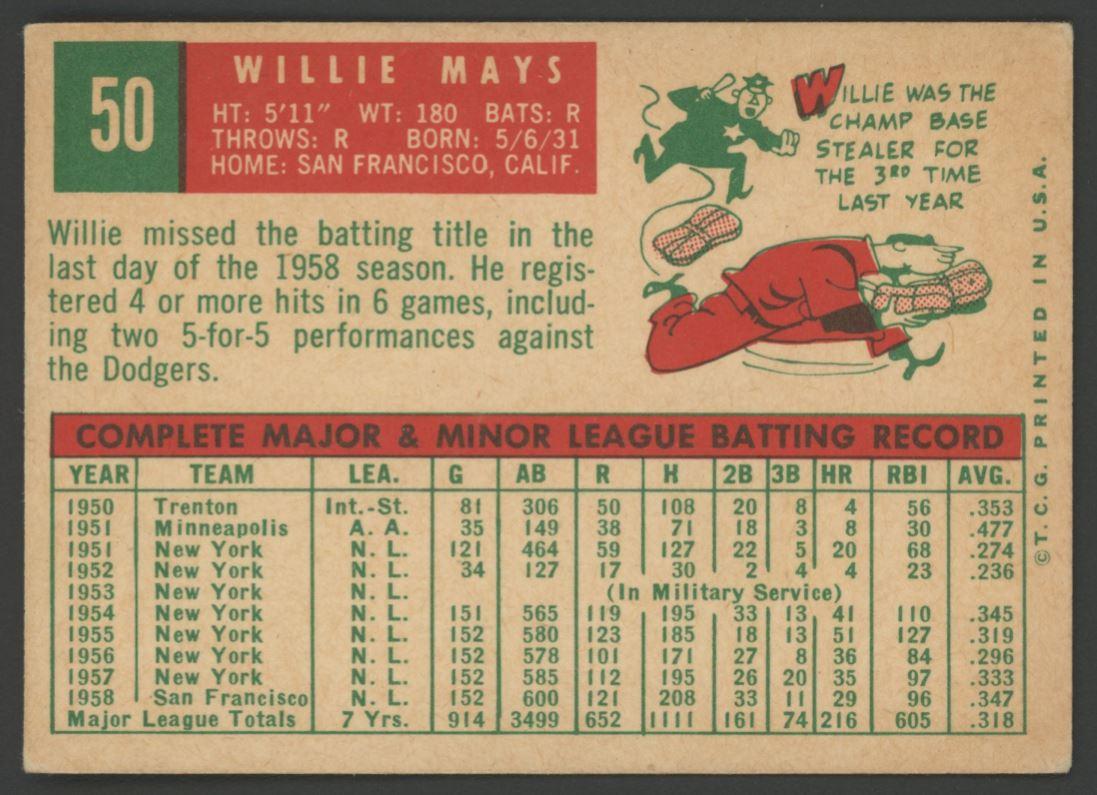 50
WILLIE MAYS
HT: 5'11" WT: 180 BATS: R
THROWS: R BORN: 5/6/31
HOME: SAN FRANCISCO, CALIF.
WILLIE WAS THE
CHAMP BASE
STEALER FOR
THE 3RD TIME
LAST YEAR
Willie missed the batting title in the
last day of the 1958 season. He regis-
tered 4 or more hits in 6 games, includ-
ing two 5-for-5 performances against
the Dodgers.
COMPLETE MAJOR & MINOR LEAGUE BATTING RECORD
YEAR TEAM LEA. G AB R H 2B 3B HR RBI AVG.
1950 Trenton Int.-St. 81 306 50 108 20 8 4 56 .353
1951 Minneapolis A. A. 35 149 38 71 18 3 8 30 .477
1951 New York N. L. 121 464 59 127 22 5 20 68 .274
1952 New York N. L. 34 127 17 30 2 4 4 23 .236
1953 New York N. L. (In Military Service)
1954 New York N. L. 151 565 119 195 33 13 41 110 .345
1955 New York N. L. 152 580 123 185 18 13 51 127 .319
1956 New York N. L. 152 578 101 171 27 8 36 84 .296
1957 New York N. L. 152 585 112 195 26 20 35 97 .333
1958 San Francisco N. L. 152 600 121 208 33 11 29 96 .347
Major League Totals 7 Yrs. 914 3499 652 1111 161 74 216 605 .318
©T. C. G. PRINTED IN U.S.A.